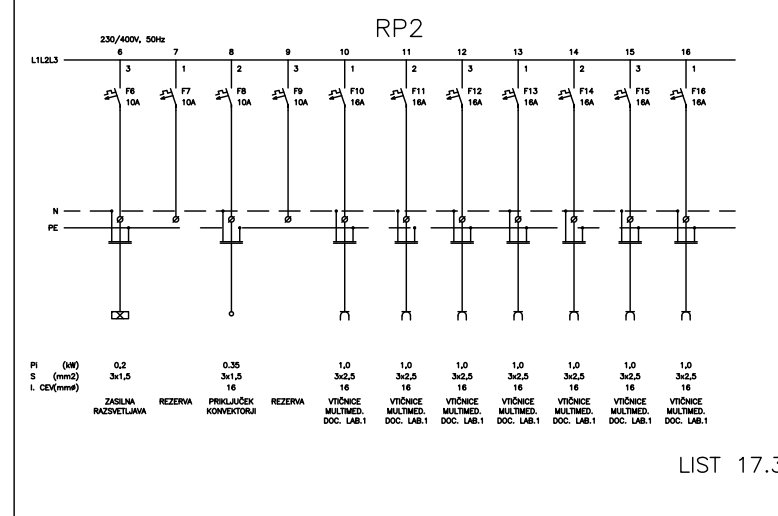 RP2
230/400V, 50Hz
6 7 8 9 10 11 12 13 14 15 16
L1L2L3
3 1 2 3 1 2 3 1 2 3 1
F6 F7 F8 F9 F10 F11 F12 F13 F14 F15 F16
10A 10A 10A 10A 16A 16A 16A 16A 16A 16A 16A
N
PE
Pi (kW) 0,2 0.35 1,0 1,0 1,0 1,0 1,0 1,0 1,0
S (mm2) 3x1,5 3x1,5 3x2,5 3x2,5 3x2,5 3x2,5 3x2,5 3x2,5 3x2,5
I. CEV(mmø) 16 16 16 16 16 16 16 16
ZASILNA REZERVA PRIKLJUČEK REZERVA VTIČNICE VTIČNICE VTIČNICE VTIČNICE VTIČNICE VTIČNICE VTIČNICE
RAZSVETLJAVA KONVEKTORJI MULTIMED. MULTIMED. MULTIMED. MULTIMED. MULTIMED. MULTIMED. MULTIMED.
DOC. LAB.1 DOC. LAB.1 DOC. LAB.1 DOC. LAB.1 DOC. LAB.1 DOC. LAB.1 DOC. LAB.1
LIST 17.3